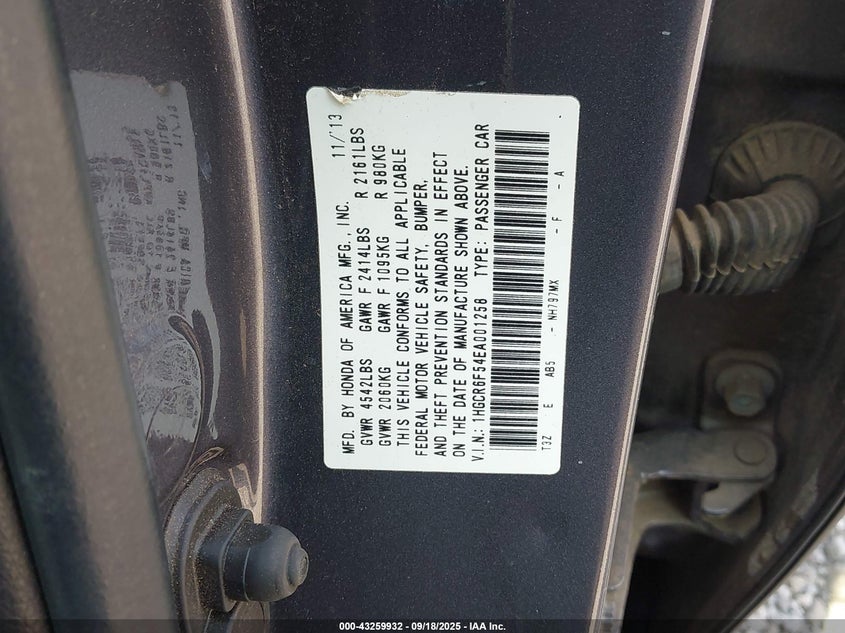 MFD. BY HONDA OF AMERICA MFG., INC. 11/13
GVWR 4542LBS GAWR F 2414LBS R 2161LBS
GVWR 2060KG GAWR F 1095KG R 980KG
THIS VEHICLE CONFORMS TO ALL APPLICABLE
FEDERAL MOTOR VEHICLE SAFETY, BUMPER,
AND THEFT PREVENTION STANDARDS IN EFFECT
ON THE DATE OF MANUFACTURE SHOWN ABOVE.
V.I.N.: 1HGCR6F54EA001258 TYPE: PASSENGER CAR
T3Z E AB5 - NH797MX - F - A
000-43259932 - 09/18/2025 - IAA Inc.